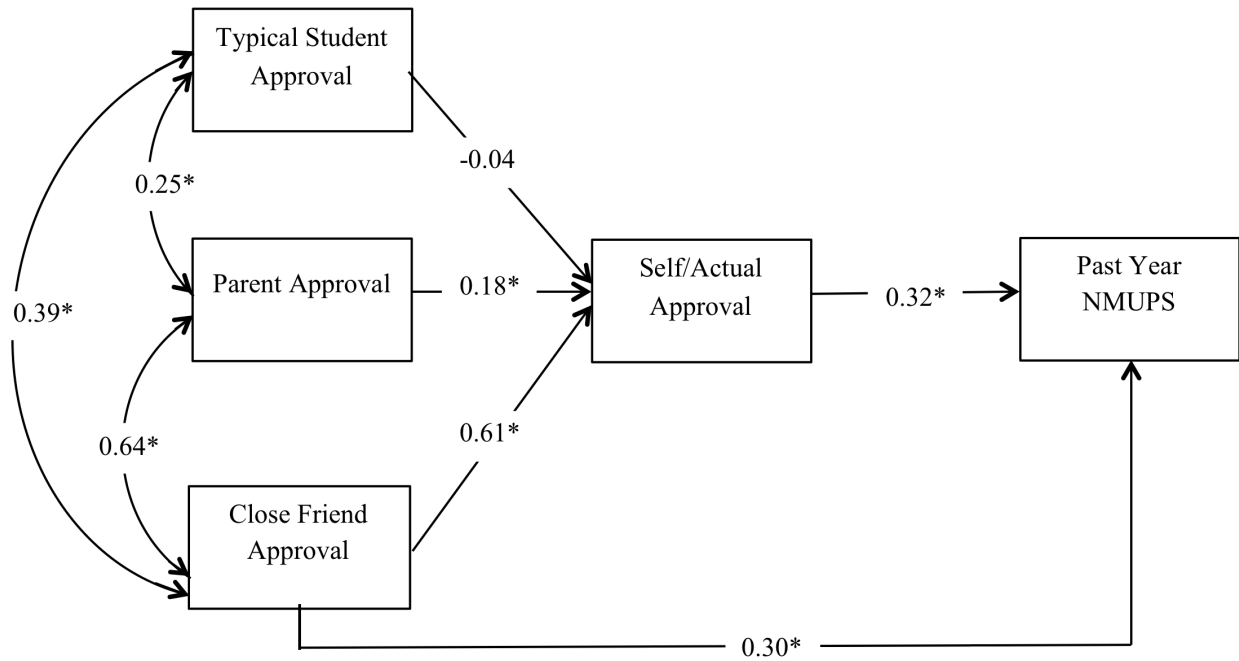 Typical Student
Approval
-0.04
0.25*
Parent Approval
0.18*
Self/Actual
Approval
0.32*
Past Year
NMUPS
0.39*
0.64*
0.61*
Close Friend
Approval
0.30*